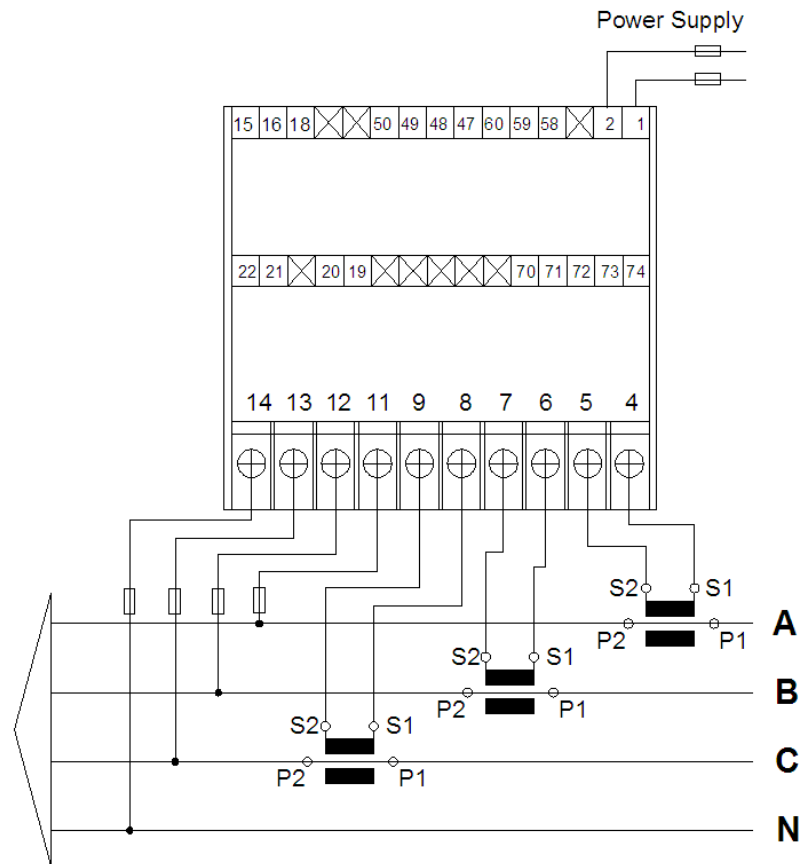 Power Supply
15 16 18 50 49 48 47 60 59 58 2 1
22 21 20 19 70 71 72 73 74
14 13 12 11 9 8 7 6 5 4
S2 S1
P2 P1 A
S2 S1
P2 P1 B
S2 S1
P2 P1 C
N